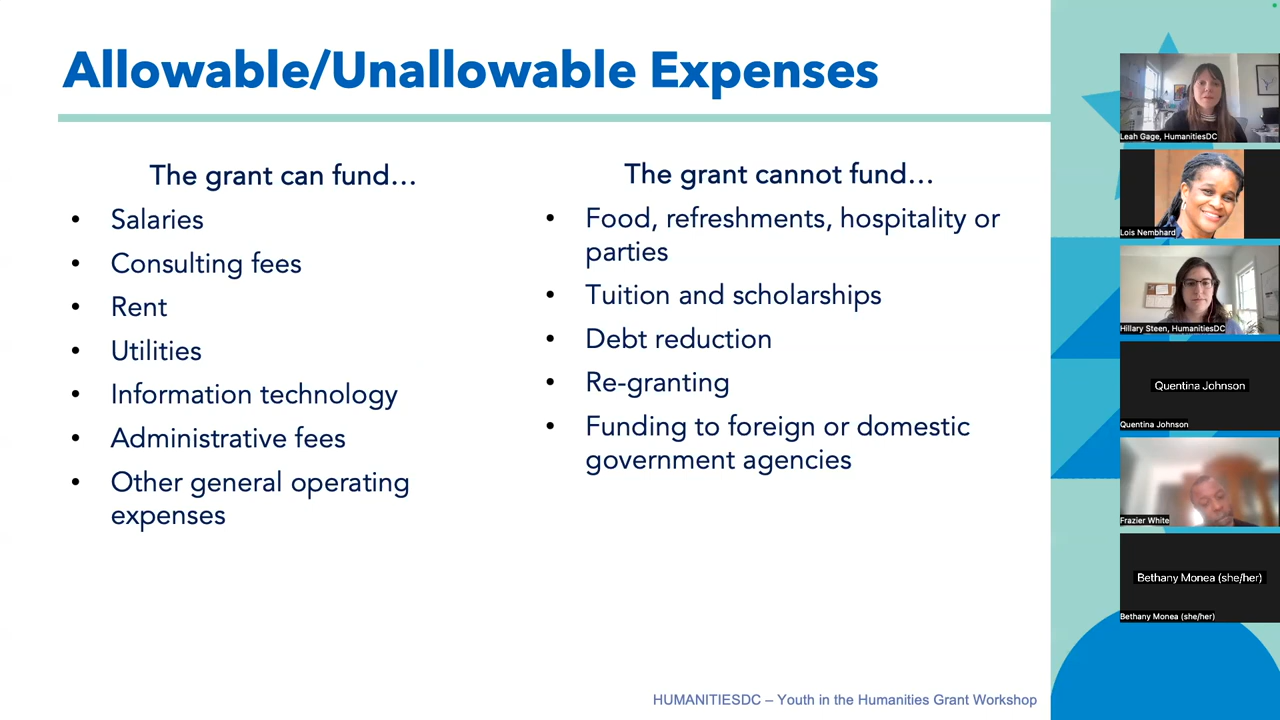 Allowable/Unallowable Expenses
The grant can fund…
• Salaries
• Consulting fees
• Rent
• Utilities
• Information technology
• Administrative fees
• Other general operating
expenses
The grant cannot fund…
• Food, refreshments, hospitality or
parties
• Tuition and scholarships
• Debt reduction
• Re-granting
• Funding to foreign or domestic
government agencies
HUMANITIESDC – Youth in the Humanities Grant Workshop
Leah Gage, HumanitiesDC
Lois Nembhard
Hillary Steen, HumanitiesDC
Quentina Johnson
Quentina Johnson
Frazier White
Bethany Monea (she/her)
Bethany Monea (she/her)